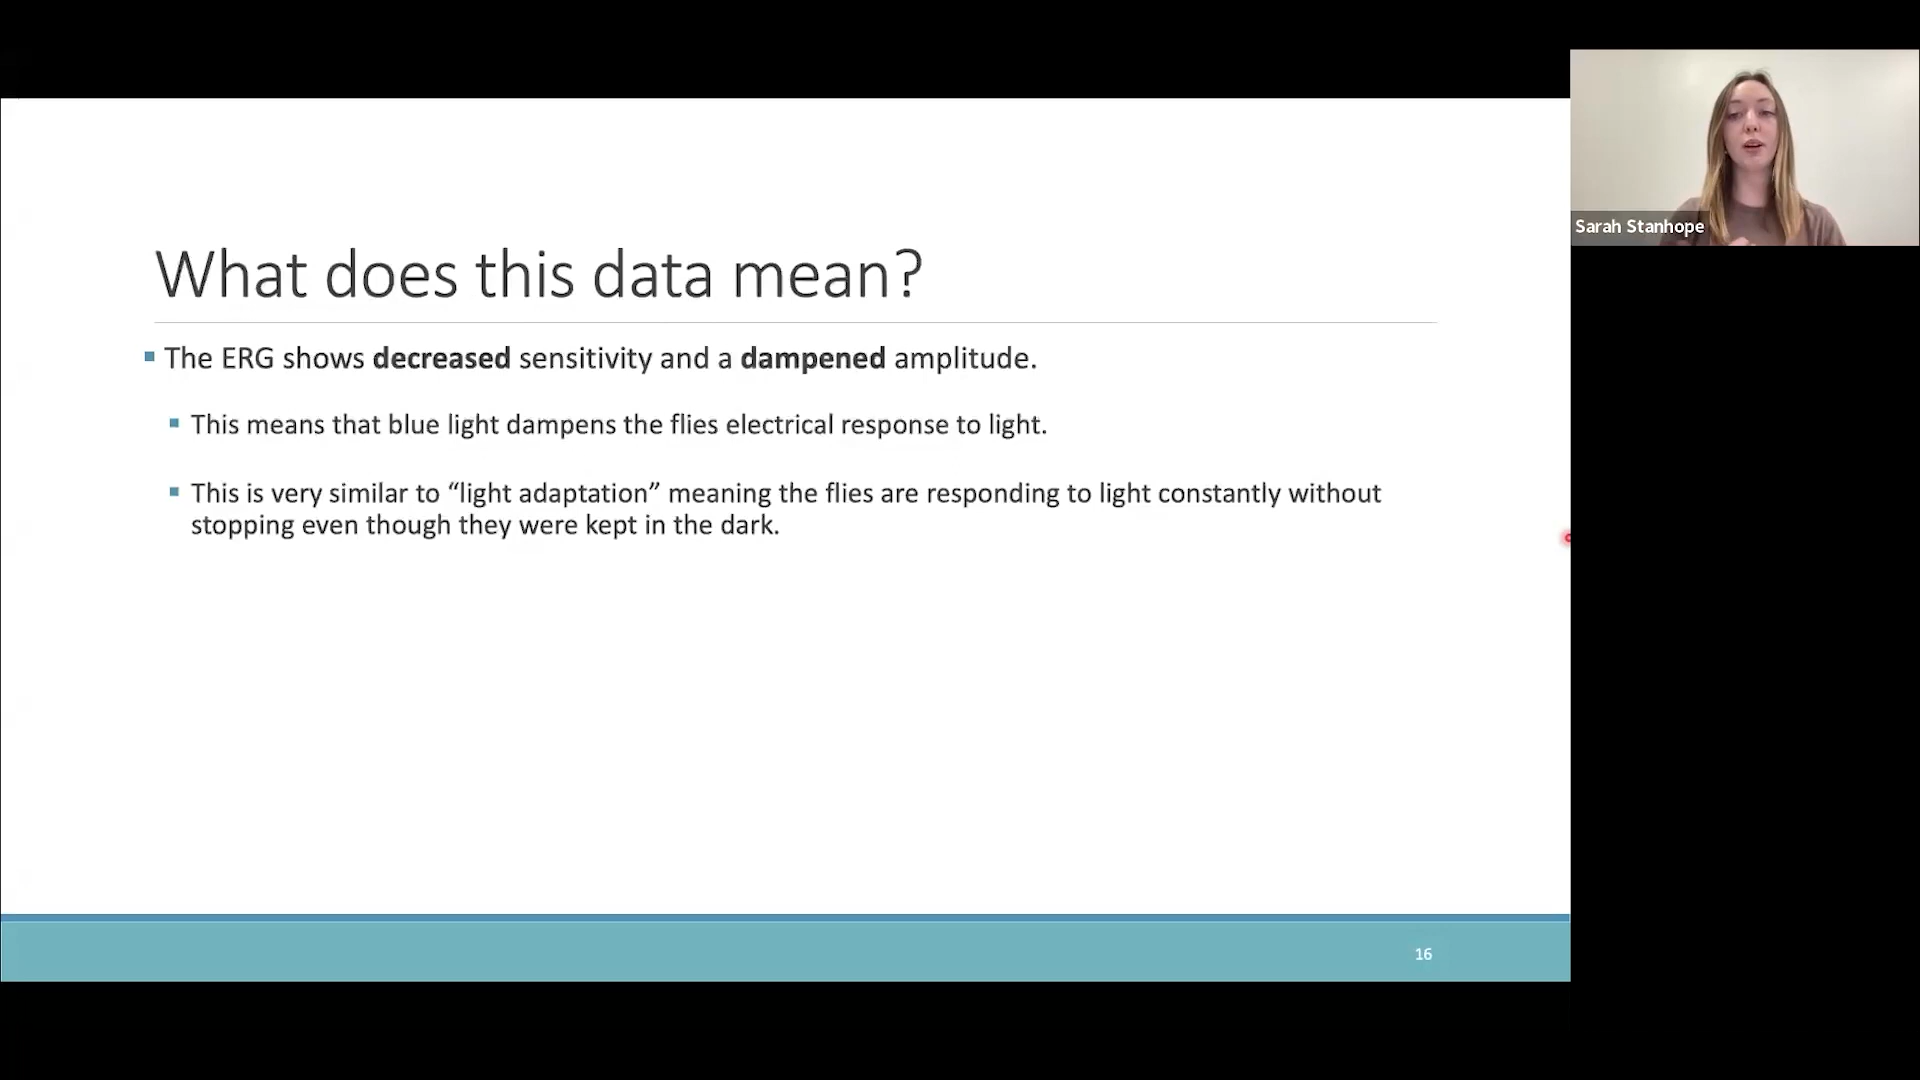 Sarah Stanhope
What does this data mean?
The ERG shows decreased sensitivity and a dampened amplitude.
This means that blue light dampens the flies electrical response to light.
This is very similar to “light adaptation” meaning the flies are responding to light constantly without
stopping even though they were kept in the dark.
16